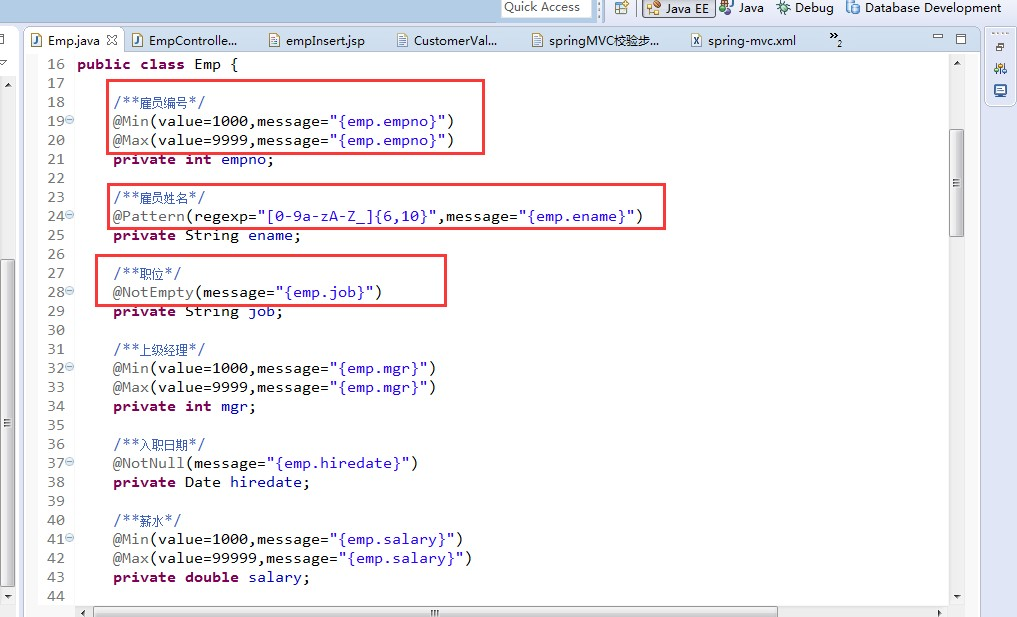 Quick Access
Java EE
Java
Debug
Database Development
Emp.java
EmpControlle...
empInsert.jsp
CustomerVal...
springMVC校验步...
spring-mvc.xml
»2
16 public class Emp {
17
18 /**雇员编号*/
19 @Min(value=1000,message="{emp.empno}")
20 @Max(value=9999,message="{emp.empno}")
21 private int empno;
22
23 /**雇员姓名*/
24 @Pattern(regexp="[0-9a-zA-Z_]{6,10}",message="{emp.ename}")
25 private String ename;
26
27 /**职位*/
28 @NotEmpty(message="{emp.job}")
29 private String job;
30
31 /**上级经理*/
32 @Min(value=1000,message="{emp.mgr}")
33 @Max(value=9999,message="{emp.mgr}")
34 private int mgr;
35
36 /**入职日期*/
37 @NotNull(message="{emp.hiredate}")
38 private Date hiredate;
39
40 /**薪水*/
41 @Min(value=1000,message="{emp.salary}")
42 @Max(value=99999,message="{emp.salary}")
43 private double salary;
44